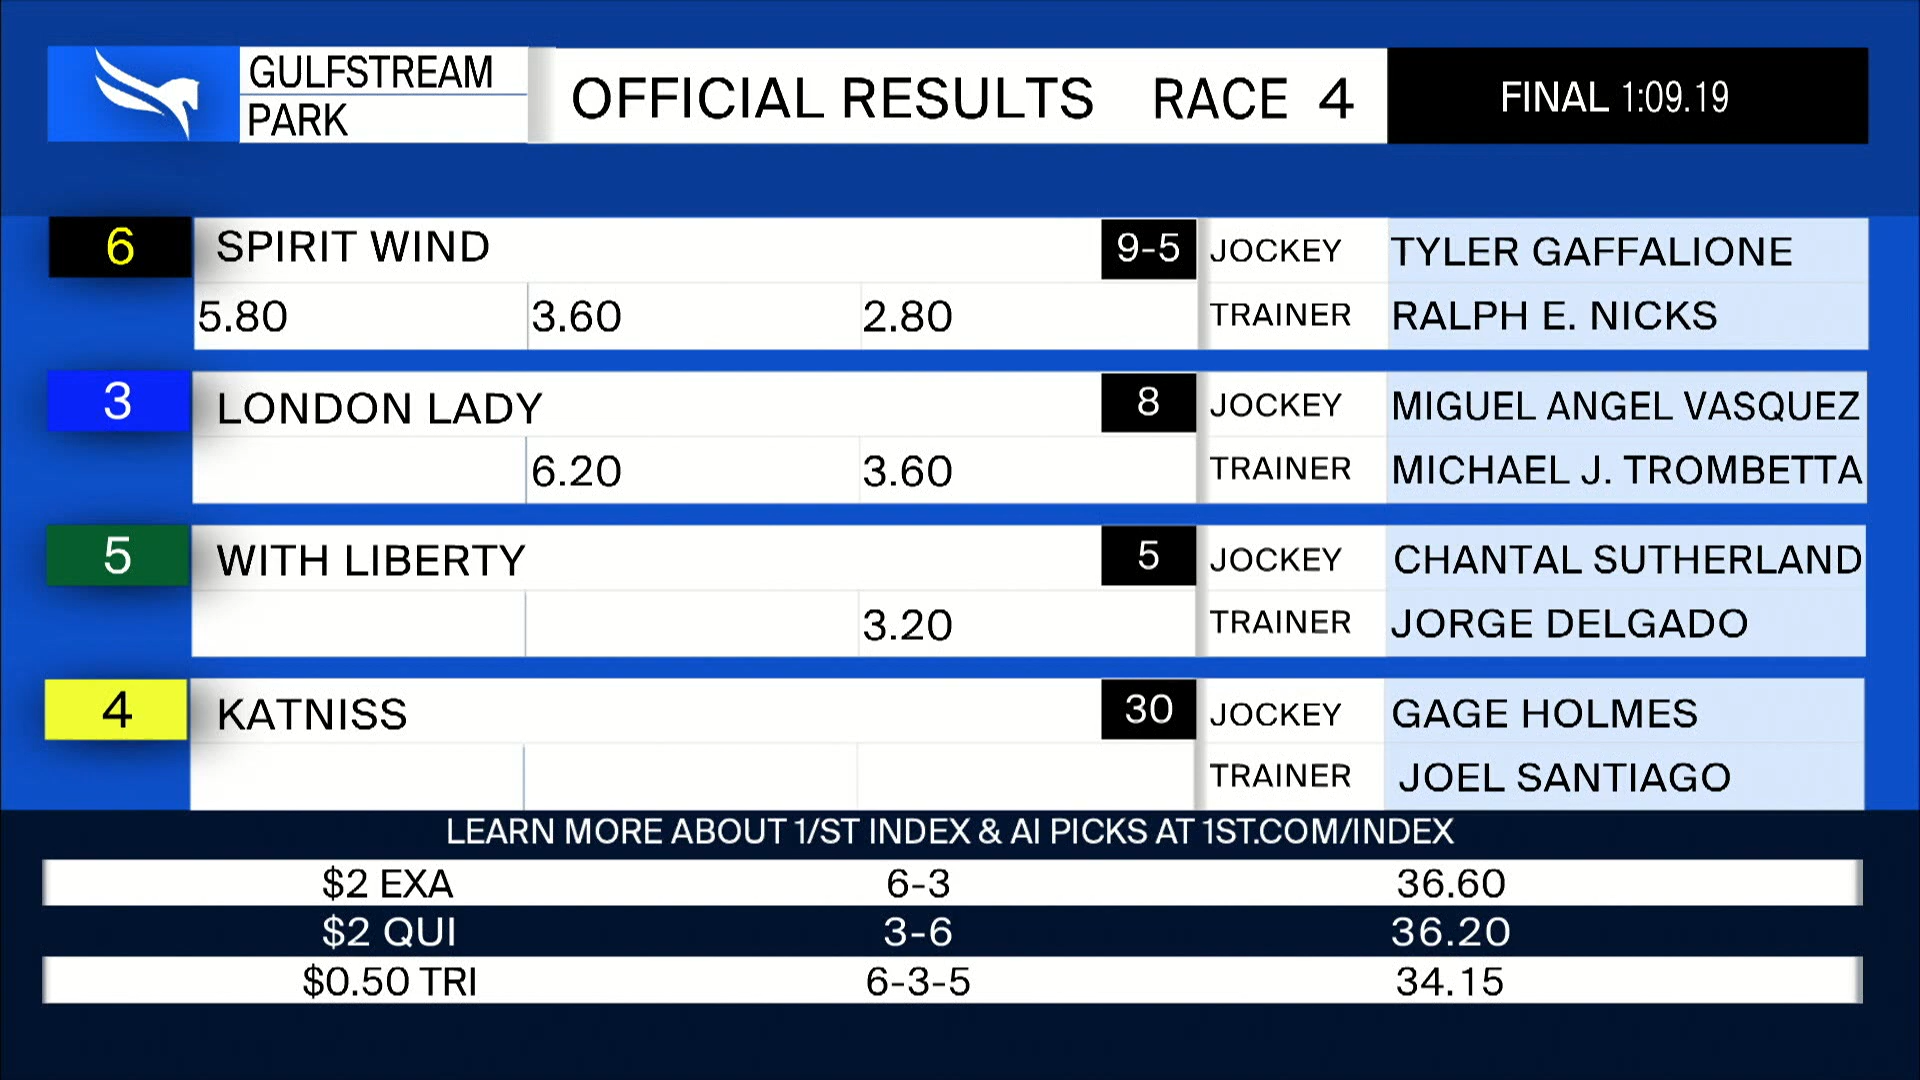 GULFSTREAM
PARK
OFFICIAL RESULTS RACE 4
FINAL 1:09.19
6 SPIRIT WIND 9-5 JOCKEY TYLER GAFFALIONE
5.80 3.60 2.80 TRAINER RALPH E. NICKS
3 LONDON LADY 8 JOCKEY MIGUEL ANGEL VASQUEZ
6.20 3.60 TRAINER MICHAEL J. TROMBETTA
5 WITH LIBERTY 5 JOCKEY CHANTAL SUTHERLAND
3.20 TRAINER JORGE DELGADO
4 KATNISS 30 JOCKEY GAGE HOLMES
TRAINER JOEL SANTIAGO
LEARN MORE ABOUT 1/ST INDEX & AI PICKS AT 1ST.COM/INDEX
$2 EXA 6-3 36.60
$2 QUI 3-6 36.20
$0.50 TRI 6-3-5 34.15